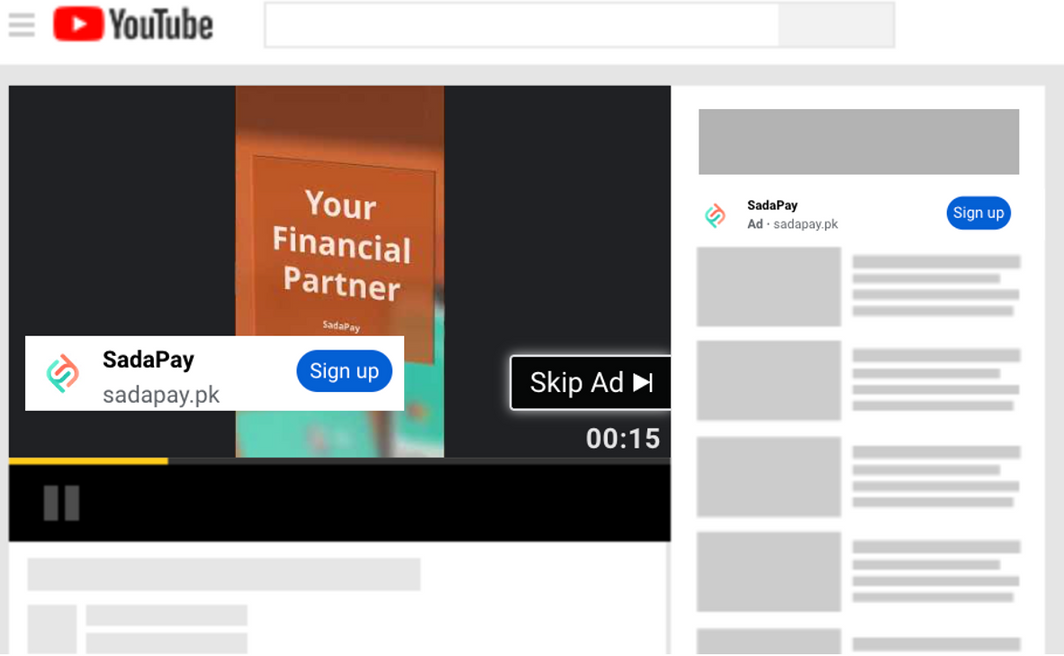 YouTube
Your
Financial
Partner
SadaPay
SadaPay
sadapay.pk
Sign up
Skip Ad
00:15
SadaPay
Ad · sadapay.pk
Sign up